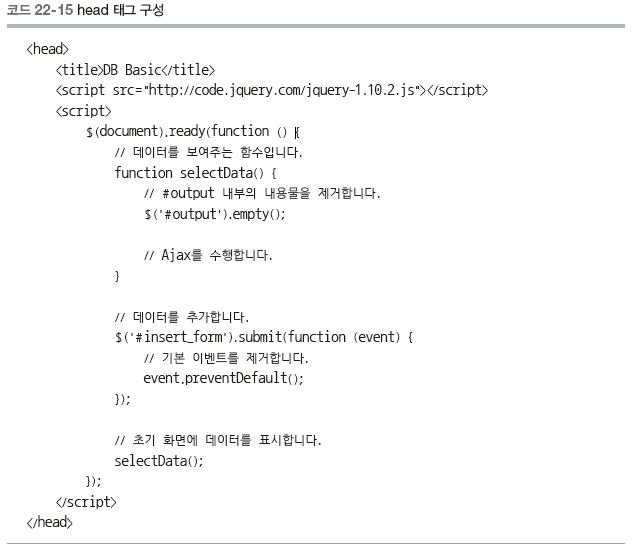 코드 22-15 head 태그 구성
<head>
    <title>DB Basic</title>
    <script src="http://code.jquery.com/jquery-1.10.2.js"></script>
    <script>
        $(document).ready(function () {
            // 데이터를 보여주는 함수입니다.
            function selectData() {
                // #output 내부의 내용물을 제거합니다.
                $('#output').empty();

                // Ajax를 수행합니다.
            }

            // 데이터를 추가합니다.
            $('#insert_form').submit(function (event) {
                // 기본 이벤트를 제거합니다.
                event.preventDefault();
            });

            // 초기 화면에 데이터를 표시합니다.
            selectData();
        });
    </script>
</head>